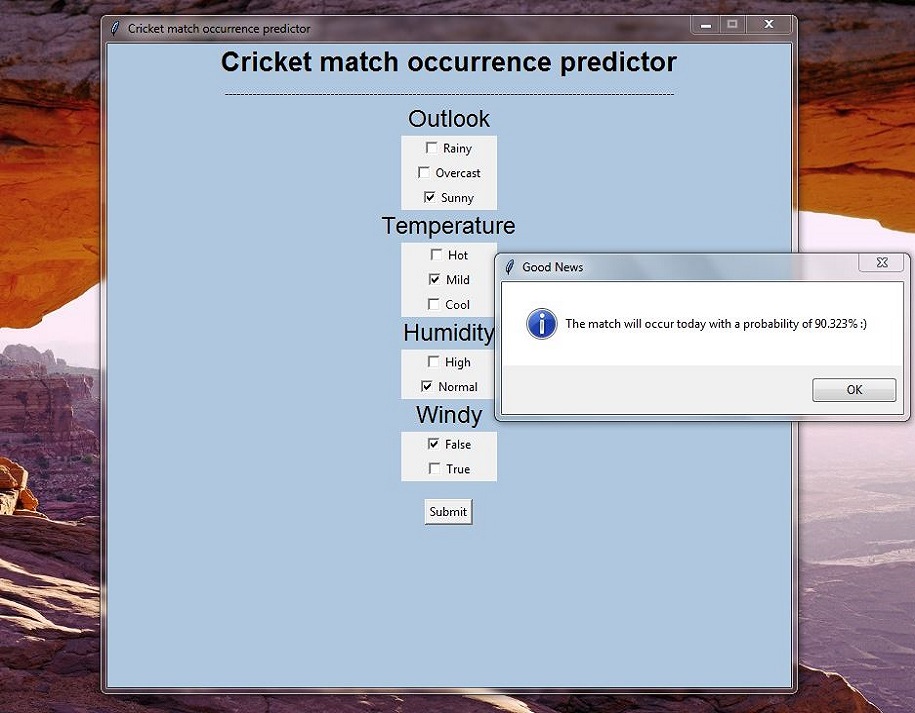 Cricket match occurrence predictor
Cricket match occurrence predictor
Outlook
Rainy
Overcast
Sunny
Temperature
Hot
Mild
Cool
Humidity
High
Normal
Windy
False
True
Submit
Good News
The match will occur today with a probability of 90.323% :)
OK